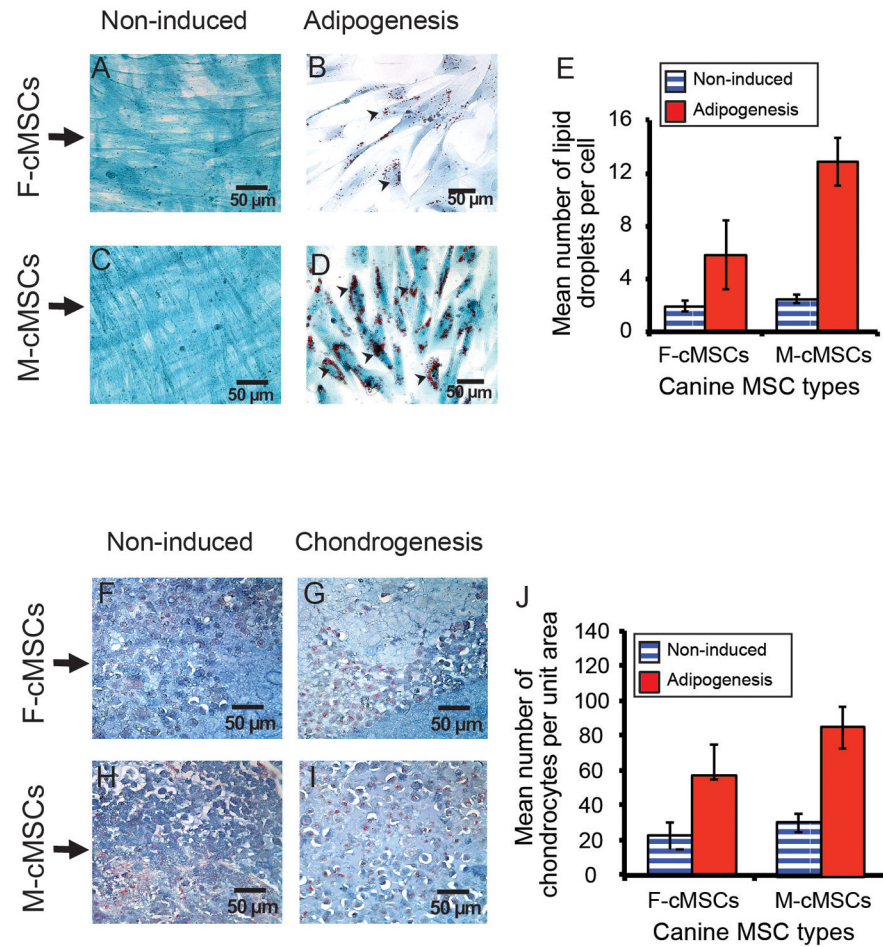 Non-induced
Adipogenesis
F-cMSCs
M-cMSCs
A
50 µm
B
50 µm
C
50 µm
D
50 µm
E
Non-induced
Adipogenesis
Mean number of lipid
droplets per cell
16
12
8
4
0
F-cMSCs
M-cMSCs
Canine MSC types
Non-induced
Chondrogenesis
F-cMSCs
M-cMSCs
F
50 µm
G
50 µm
H
50 µm
I
50 µm
J
Non-induced
Adipogenesis
Mean number of
chondrocytes per unit area
140
120
100
80
60
40
20
0
F-cMSCs
M-cMSCs
Canine MSC types